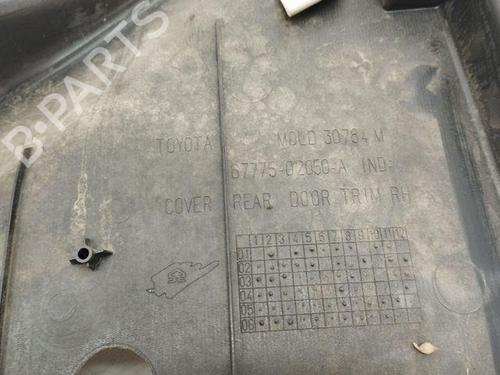 B-PARTS
TOYOTA MOLD 30784 M
67775-02050-A IND-
COVER REAR DOOR TRIM RH
1 2 3 4 5 6 7 8 9 10 11 12
01
02
03
04
05
06